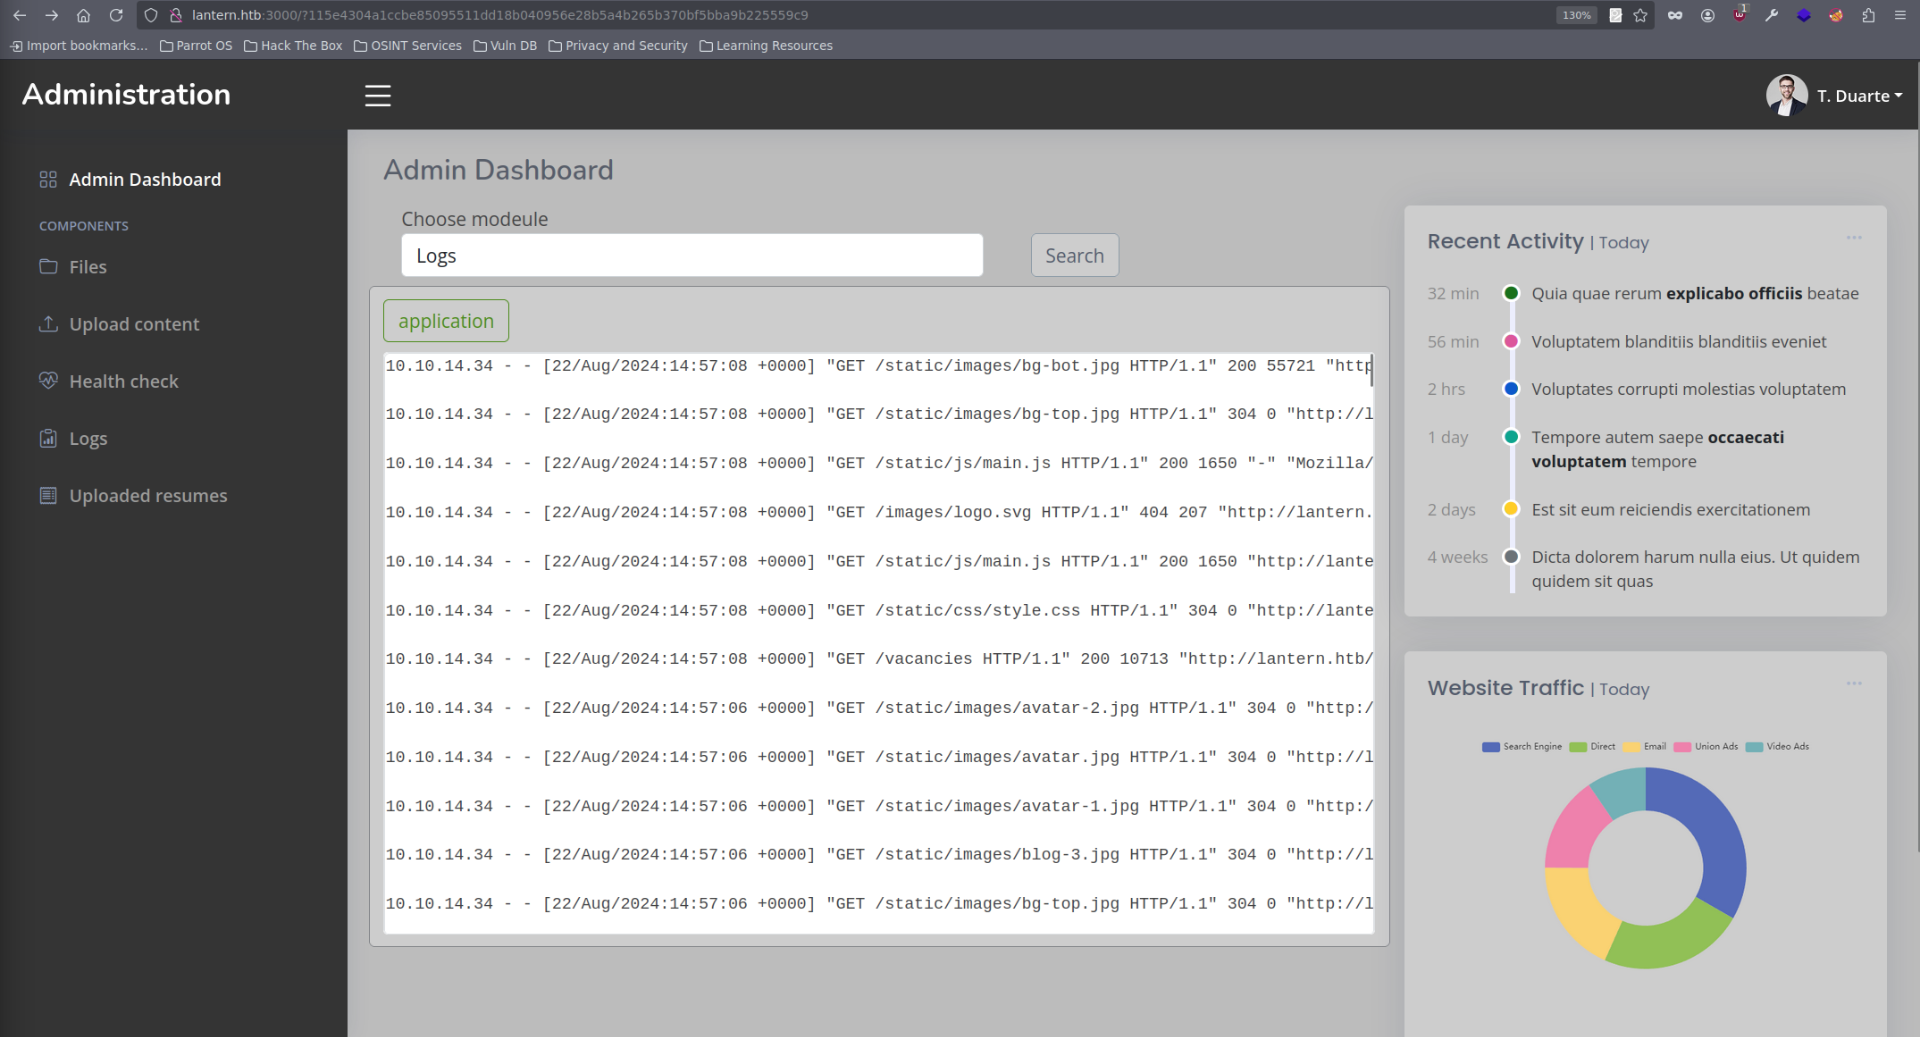 lantern.htb:3000/?115e4304a1ccbe85095511dd18b040956e28b5a4b265b370bf5bba9b225559c9
130%
1
Import bookmarks...
Parrot OS
Hack The Box
OSINT Services
Vuln DB
Privacy and Security
Learning Resources
Administration
T. Duarte
Admin Dashboard
COMPONENTS
Files
Upload content
Health check
Logs
Uploaded resumes
Admin Dashboard
Choose modeule
Logs
Search
application
10.10.14.34 - - [22/Aug/2024:14:57:08 +0000] "GET /static/images/bg-bot.jpg HTTP/1.1" 200 55721 "http
10.10.14.34 - - [22/Aug/2024:14:57:08 +0000] "GET /static/images/bg-top.jpg HTTP/1.1" 304 0 "http://l
10.10.14.34 - - [22/Aug/2024:14:57:08 +0000] "GET /static/js/main.js HTTP/1.1" 200 1650 "-" "Mozilla/
10.10.14.34 - - [22/Aug/2024:14:57:08 +0000] "GET /images/logo.svg HTTP/1.1" 404 207 "http://lantern.
10.10.14.34 - - [22/Aug/2024:14:57:08 +0000] "GET /static/js/main.js HTTP/1.1" 200 1650 "http://lante
10.10.14.34 - - [22/Aug/2024:14:57:08 +0000] "GET /static/css/style.css HTTP/1.1" 304 0 "http://lante
10.10.14.34 - - [22/Aug/2024:14:57:08 +0000] "GET /vacancies HTTP/1.1" 200 10713 "http://lantern.htb/
10.10.14.34 - - [22/Aug/2024:14:57:06 +0000] "GET /static/images/avatar-2.jpg HTTP/1.1" 304 0 "http:/
10.10.14.34 - - [22/Aug/2024:14:57:06 +0000] "GET /static/images/avatar.jpg HTTP/1.1" 304 0 "http://l
10.10.14.34 - - [22/Aug/2024:14:57:06 +0000] "GET /static/images/avatar-1.jpg HTTP/1.1" 304 0 "http:/
10.10.14.34 - - [22/Aug/2024:14:57:06 +0000] "GET /static/images/blog-3.jpg HTTP/1.1" 304 0 "http://l
10.10.14.34 - - [22/Aug/2024:14:57:06 +0000] "GET /static/images/bg-top.jpg HTTP/1.1" 304 0 "http://l
Recent Activity | Today
32 min Quia quae rerum explicabo officiis beatae
56 min Voluptatem blanditiis blanditiis eveniet
2 hrs Voluptates corrupti molestias voluptatem
1 day Tempore autem saepe occaecati
voluptatem tempore
2 days Est sit eum reiciendis exercitationem
4 weeks Dicta dolorem harum nulla eius. Ut quidem
quidem sit quas
Website Traffic | Today
Search Engine Direct Email Union Ads Video Ads